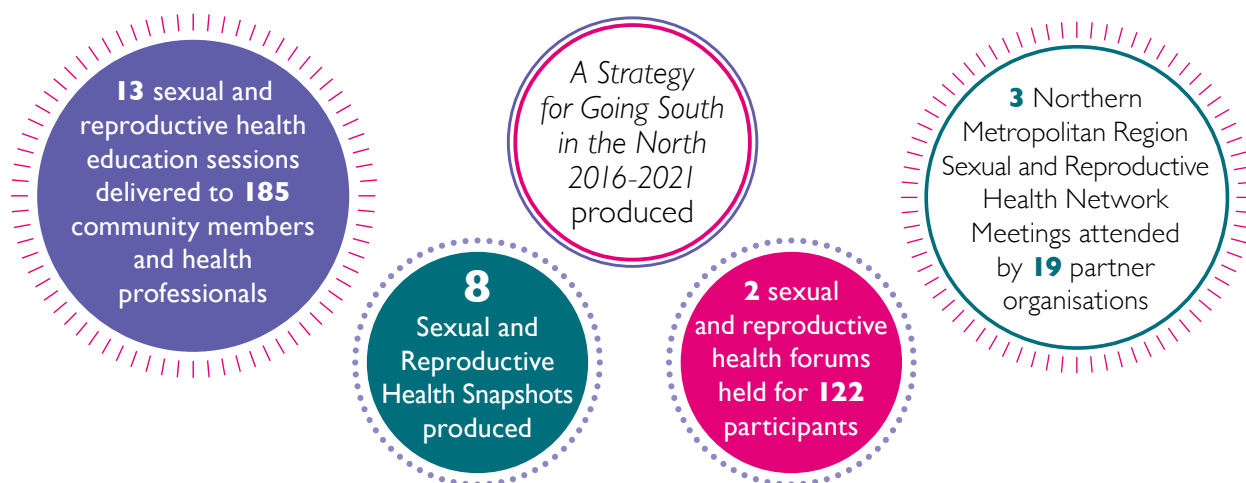 13 sexual and
reproductive health
education sessions
delivered to 185
community members
and health
professionals
A Strategy
for Going South
in the North
2016-2021
produced
3 Northern
Metropolitan Region
Sexual and Reproductive
Health Network
Meetings attended
by 19 partner
organisations
8
Sexual and
Reproductive
Health Snapshots
produced
2 sexual
and reproductive
health forums
held for 122
participants